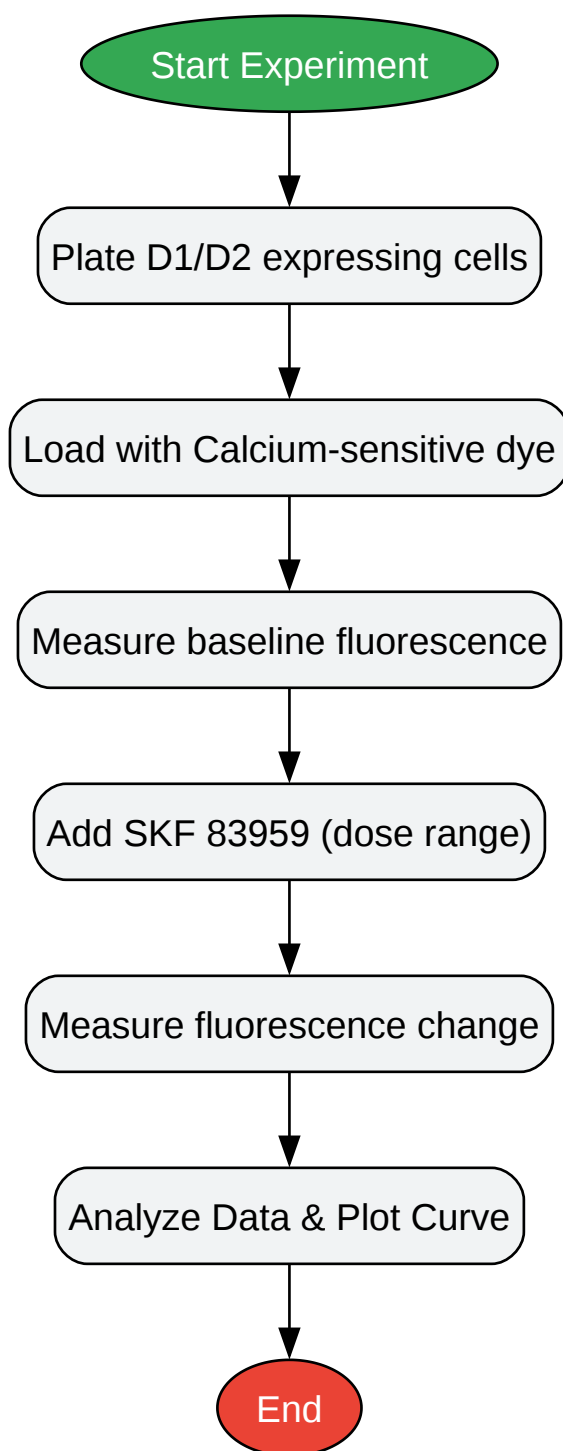 Start Experiment
Plate D1/D2 expressing cells
Load with Calcium-sensitive dye
Measure baseline fluorescence
Add SKF 83959 (dose range)
Measure fluorescence change
Analyze Data & Plot Curve
End